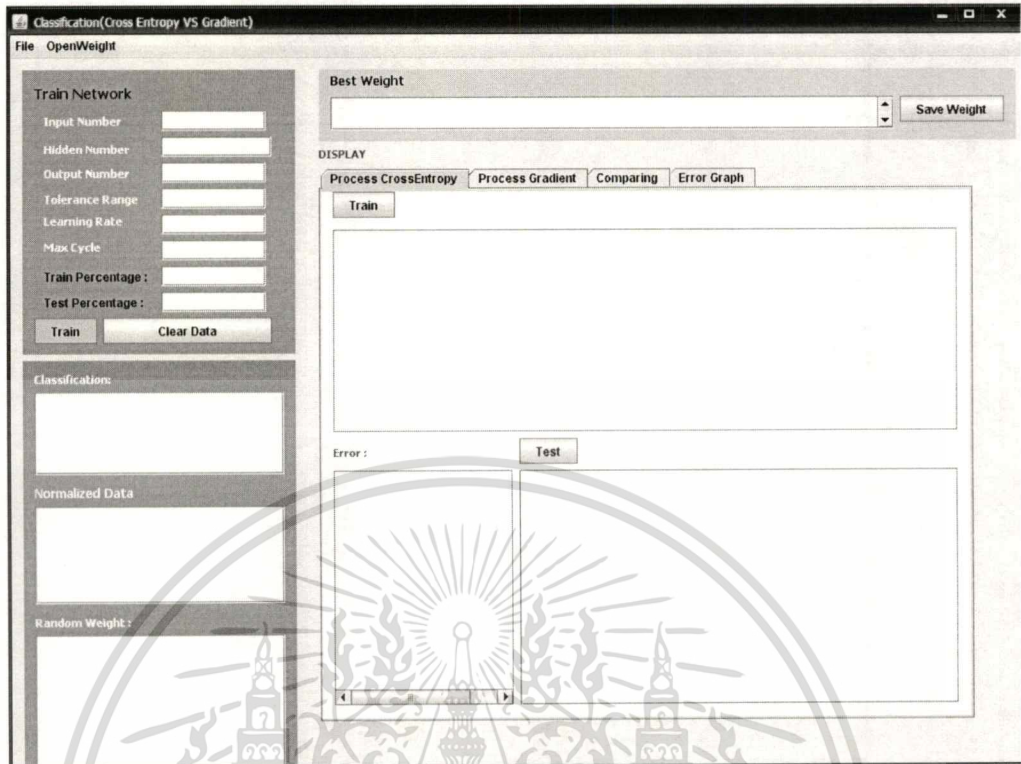 Classification(Cross Entropy VS Gradient)
File OpenWeight
Train Network
Input Number
Hidden Number
Output Number
Tolerance Range
Learning Rate
Max Cycle
Train Percentage :
Test Percentage :
Train Clear Data
Classification:
Normalized Data
Random Weight :
Best Weight
Save Weight
DISPLAY
Process CrossEntropy Process Gradient Comparing Error Graph
Train
Error :
Test